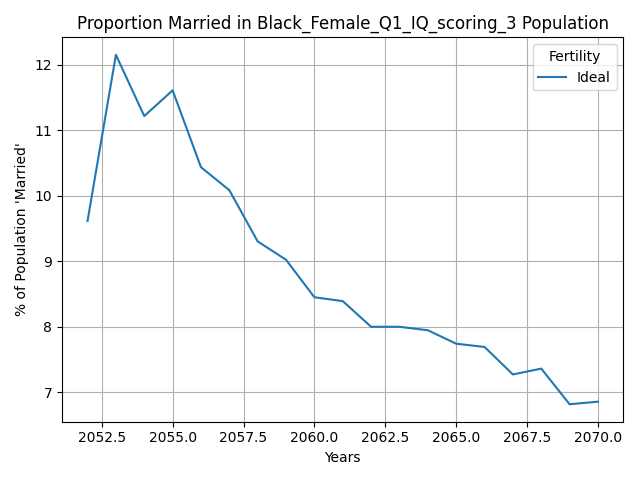 Proportion Married in Black_Female_Q1_IQ_scoring_3 Population
Fertility
Ideal
% of Population 'Married'
12
11
10
9
8
7
2052.5 2055.0 2057.5 2060.0 2062.5 2065.0 2067.5 2070.0
Years